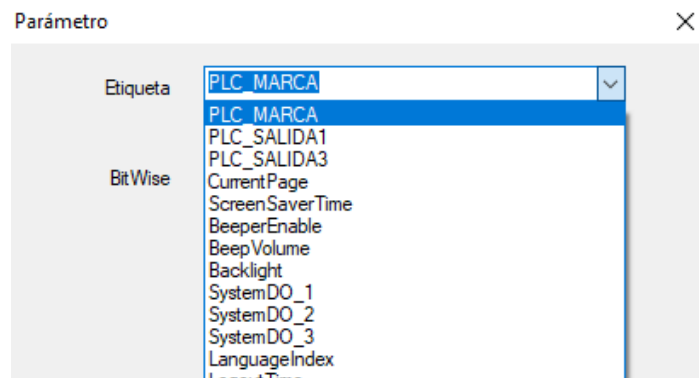 Parámetro
Etiqueta
PLC_MARCA
PLC_MARCA
PLC_SALIDA1
PLC_SALIDA3
BitWise
CurrentPage
ScreenSaverTime
BeeperEnable
BeepVolume
Backlight
SystemDO_1
SystemDO_2
SystemDO_3
LanguageIndex